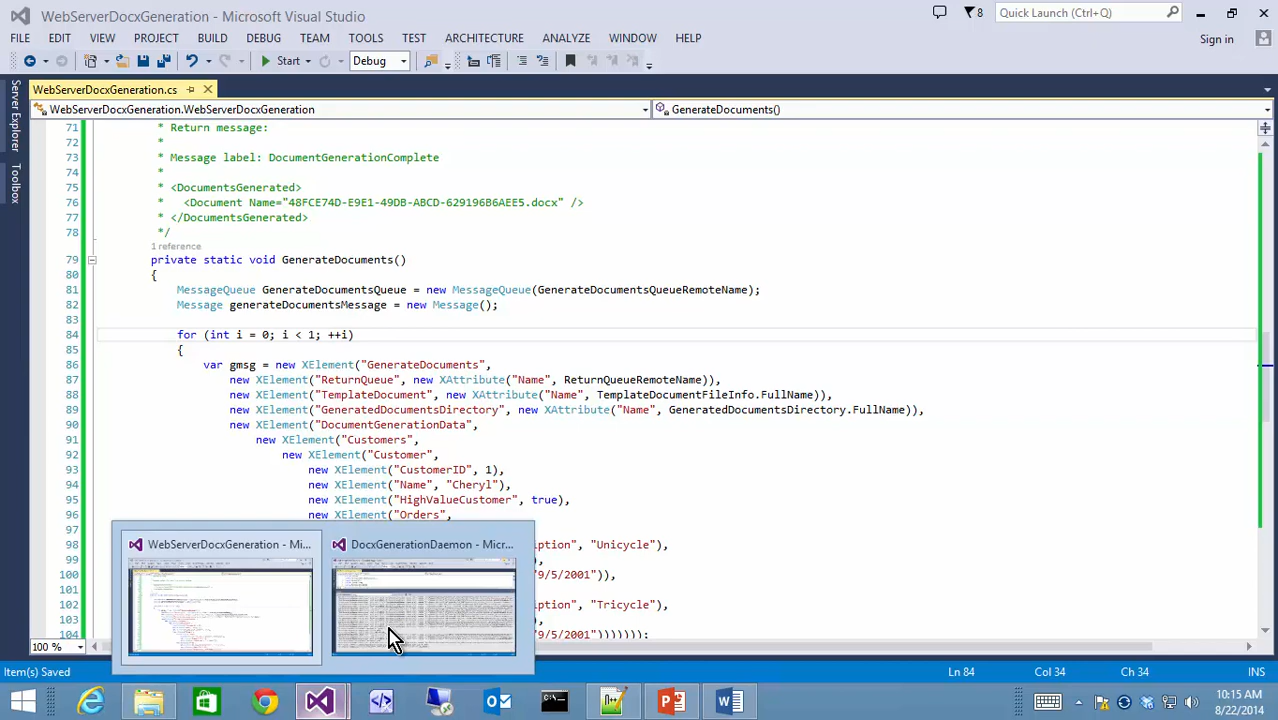 WebServerDocxGeneration - Microsoft Visual Studio
8
Quick Launch (Ctrl+Q)
FILE EDIT VIEW PROJECT BUILD DEBUG TEAM TOOLS TEST ARCHITECTURE ANALYZE WINDOW HELP
Sign in
Start
Debug
WebServerDocxGeneration.cs
WebServerDocxGeneration.WebServerDocxGeneration
GenerateDocuments()
Server Explorer
Toolbox
71 * Return message:
72 *
73 * Message label: DocumentGenerationComplete
74 *
75 * <DocumentsGenerated>
76 * <Document Name="48FCE74D-E9E1-49DB-ABCD-629196B6AEE5.docx" />
77 * </DocumentsGenerated>
78 */
1 reference
79 private static void GenerateDocuments()
80 {
81 MessageQueue GenerateDocumentsQueue = new MessageQueue(GenerateDocumentsQueueRemoteName);
82 Message generateDocumentsMessage = new Message();
83
84 for (int i = 0; i < 1; ++i)
85 {
86 var gmsg = new XElement("GenerateDocuments",
87 new XElement("ReturnQueue", new XAttribute("Name", ReturnQueueRemoteName)),
88 new XElement("TemplateDocument", new XAttribute("Name", TemplateDocumentFileInfo.FullName)),
89 new XElement("GeneratedDocumentsDirectory", new XAttribute("Name", GeneratedDocumentsDirectory.FullName)),
90 new XElement("DocumentGenerationData",
91 new XElement("Customers",
92 new XElement("Customer",
93 new XElement("CustomerID", 1),
94 new XElement("Name", "Cheryl"),
95 new XElement("HighValueCustomer", true),
96 new XElement("Orders",
97
98 ption", "Unicycle"),
99 ),
100 "9/5/2001")),
101
102 ption", "Tricycle"),
103 ),
104 "9/5/2001")))))));
WebServerDocxGeneration - Mi...
DocxGenerationDaemon - Micr...
100 %
Item(s) Saved
Ln 84
Col 34
Ch 34
INS
10:15 AM
8/22/2014